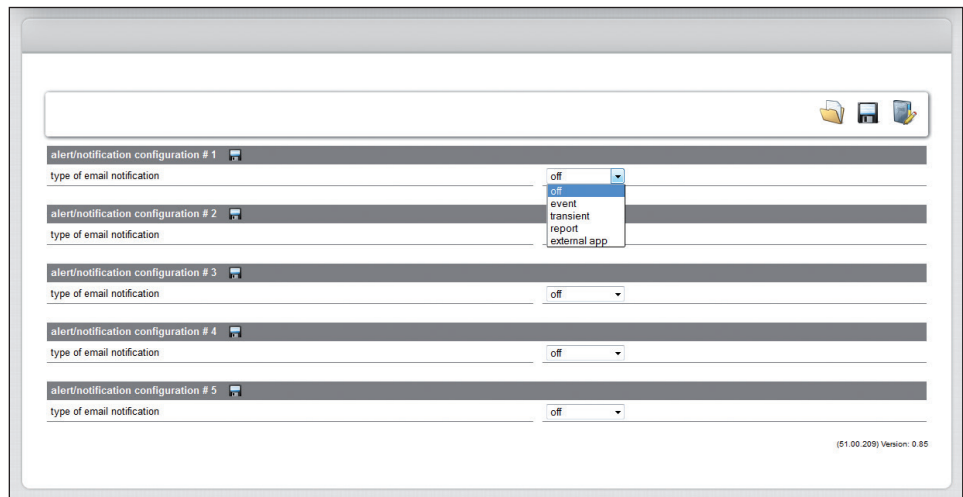 alert/notification configuration # 1
type of email notification off
off
event
transient
report
external app
alert/notification configuration # 2
type of email notification
alert/notification configuration # 3
type of email notification off
alert/notification configuration # 4
type of email notification off
alert/notification configuration # 5
type of email notification off
(51.00.209) Version: 0.85